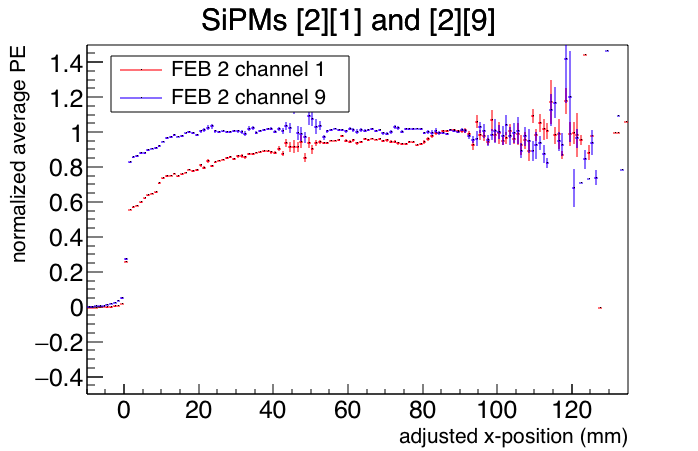 SiPMs [2][1] and [2][9]
normalized average PE
FEB 2 channel 1
FEB 2 channel 9
1.4
1.2
1
0.8
0.6
0.4
0.2
0
−0.2
−0.4
0 20 40 60 80 100 120
adjusted x-position (mm)